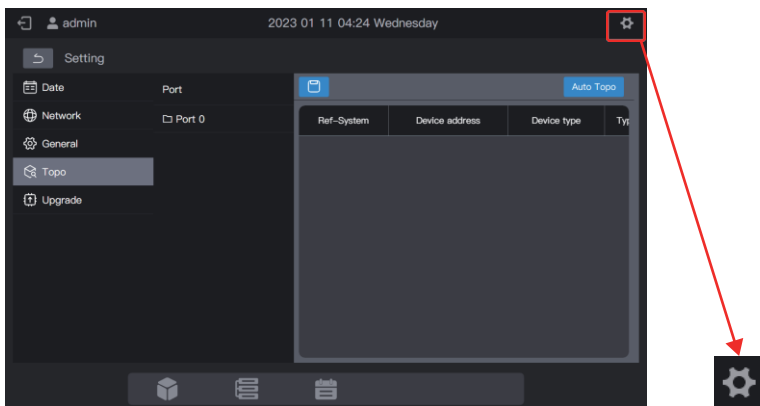 admin
2023 01 11 04:24 Wednesday
Setting
Date
Network
General
Topo
Upgrade
Port
Port 0
Auto Topo
Ref-System Device address Device type Typ